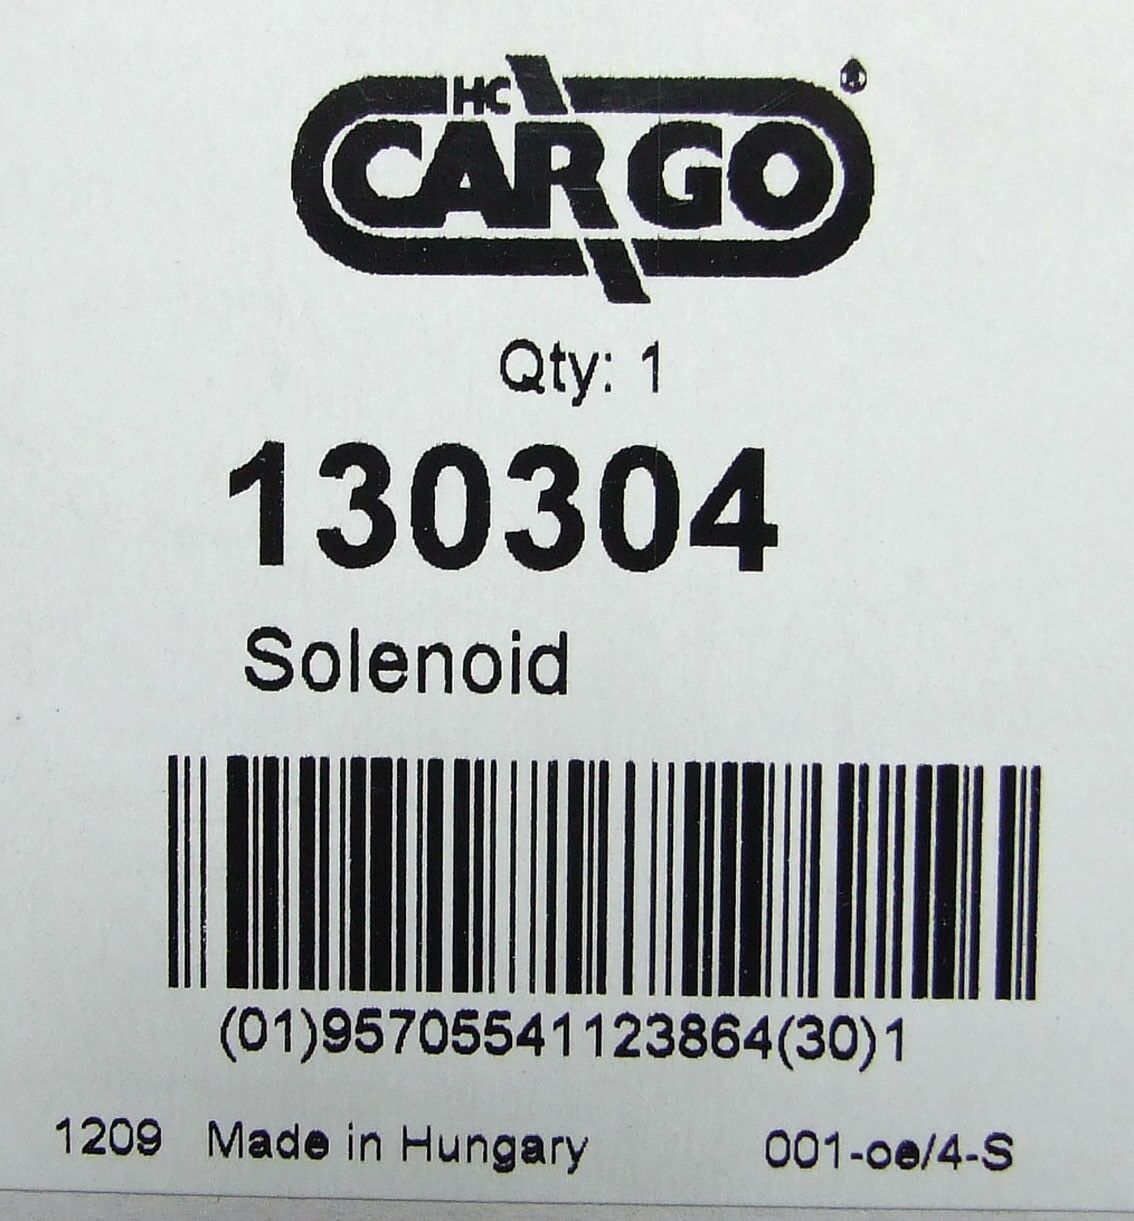 HC
CARGO®
Qty: 1
130304
Solenoid
(01)95705541123864(30)1
1209 Made in Hungary 001-oe/4-S